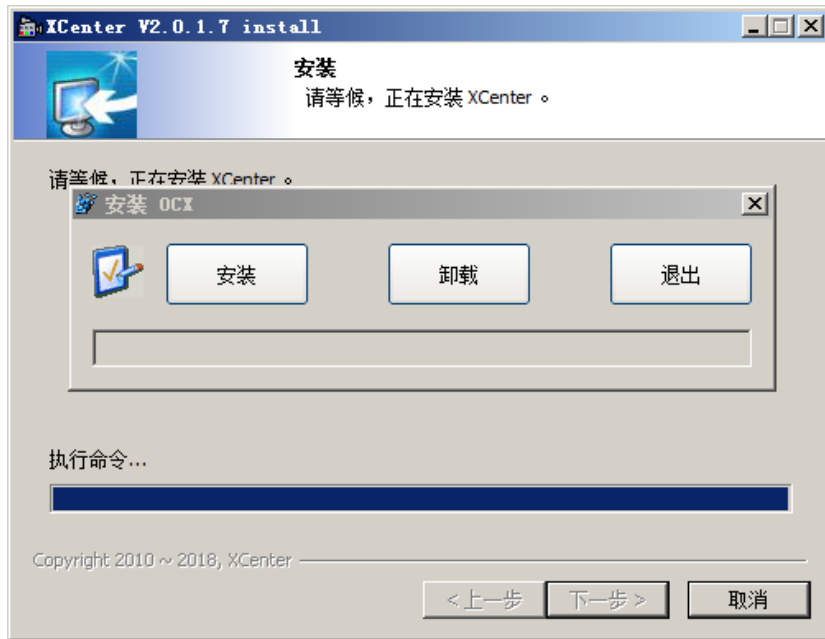 XCenter V2.0.1.7 install
安装
请等候，正在安装 XCenter 。
请等候，正在安装 XCenter 。
安装 OCX
安装 卸载 退出
执行命令...
Copyright 2010 ~ 2018, XCenter
<上一步 下一步 > 取消